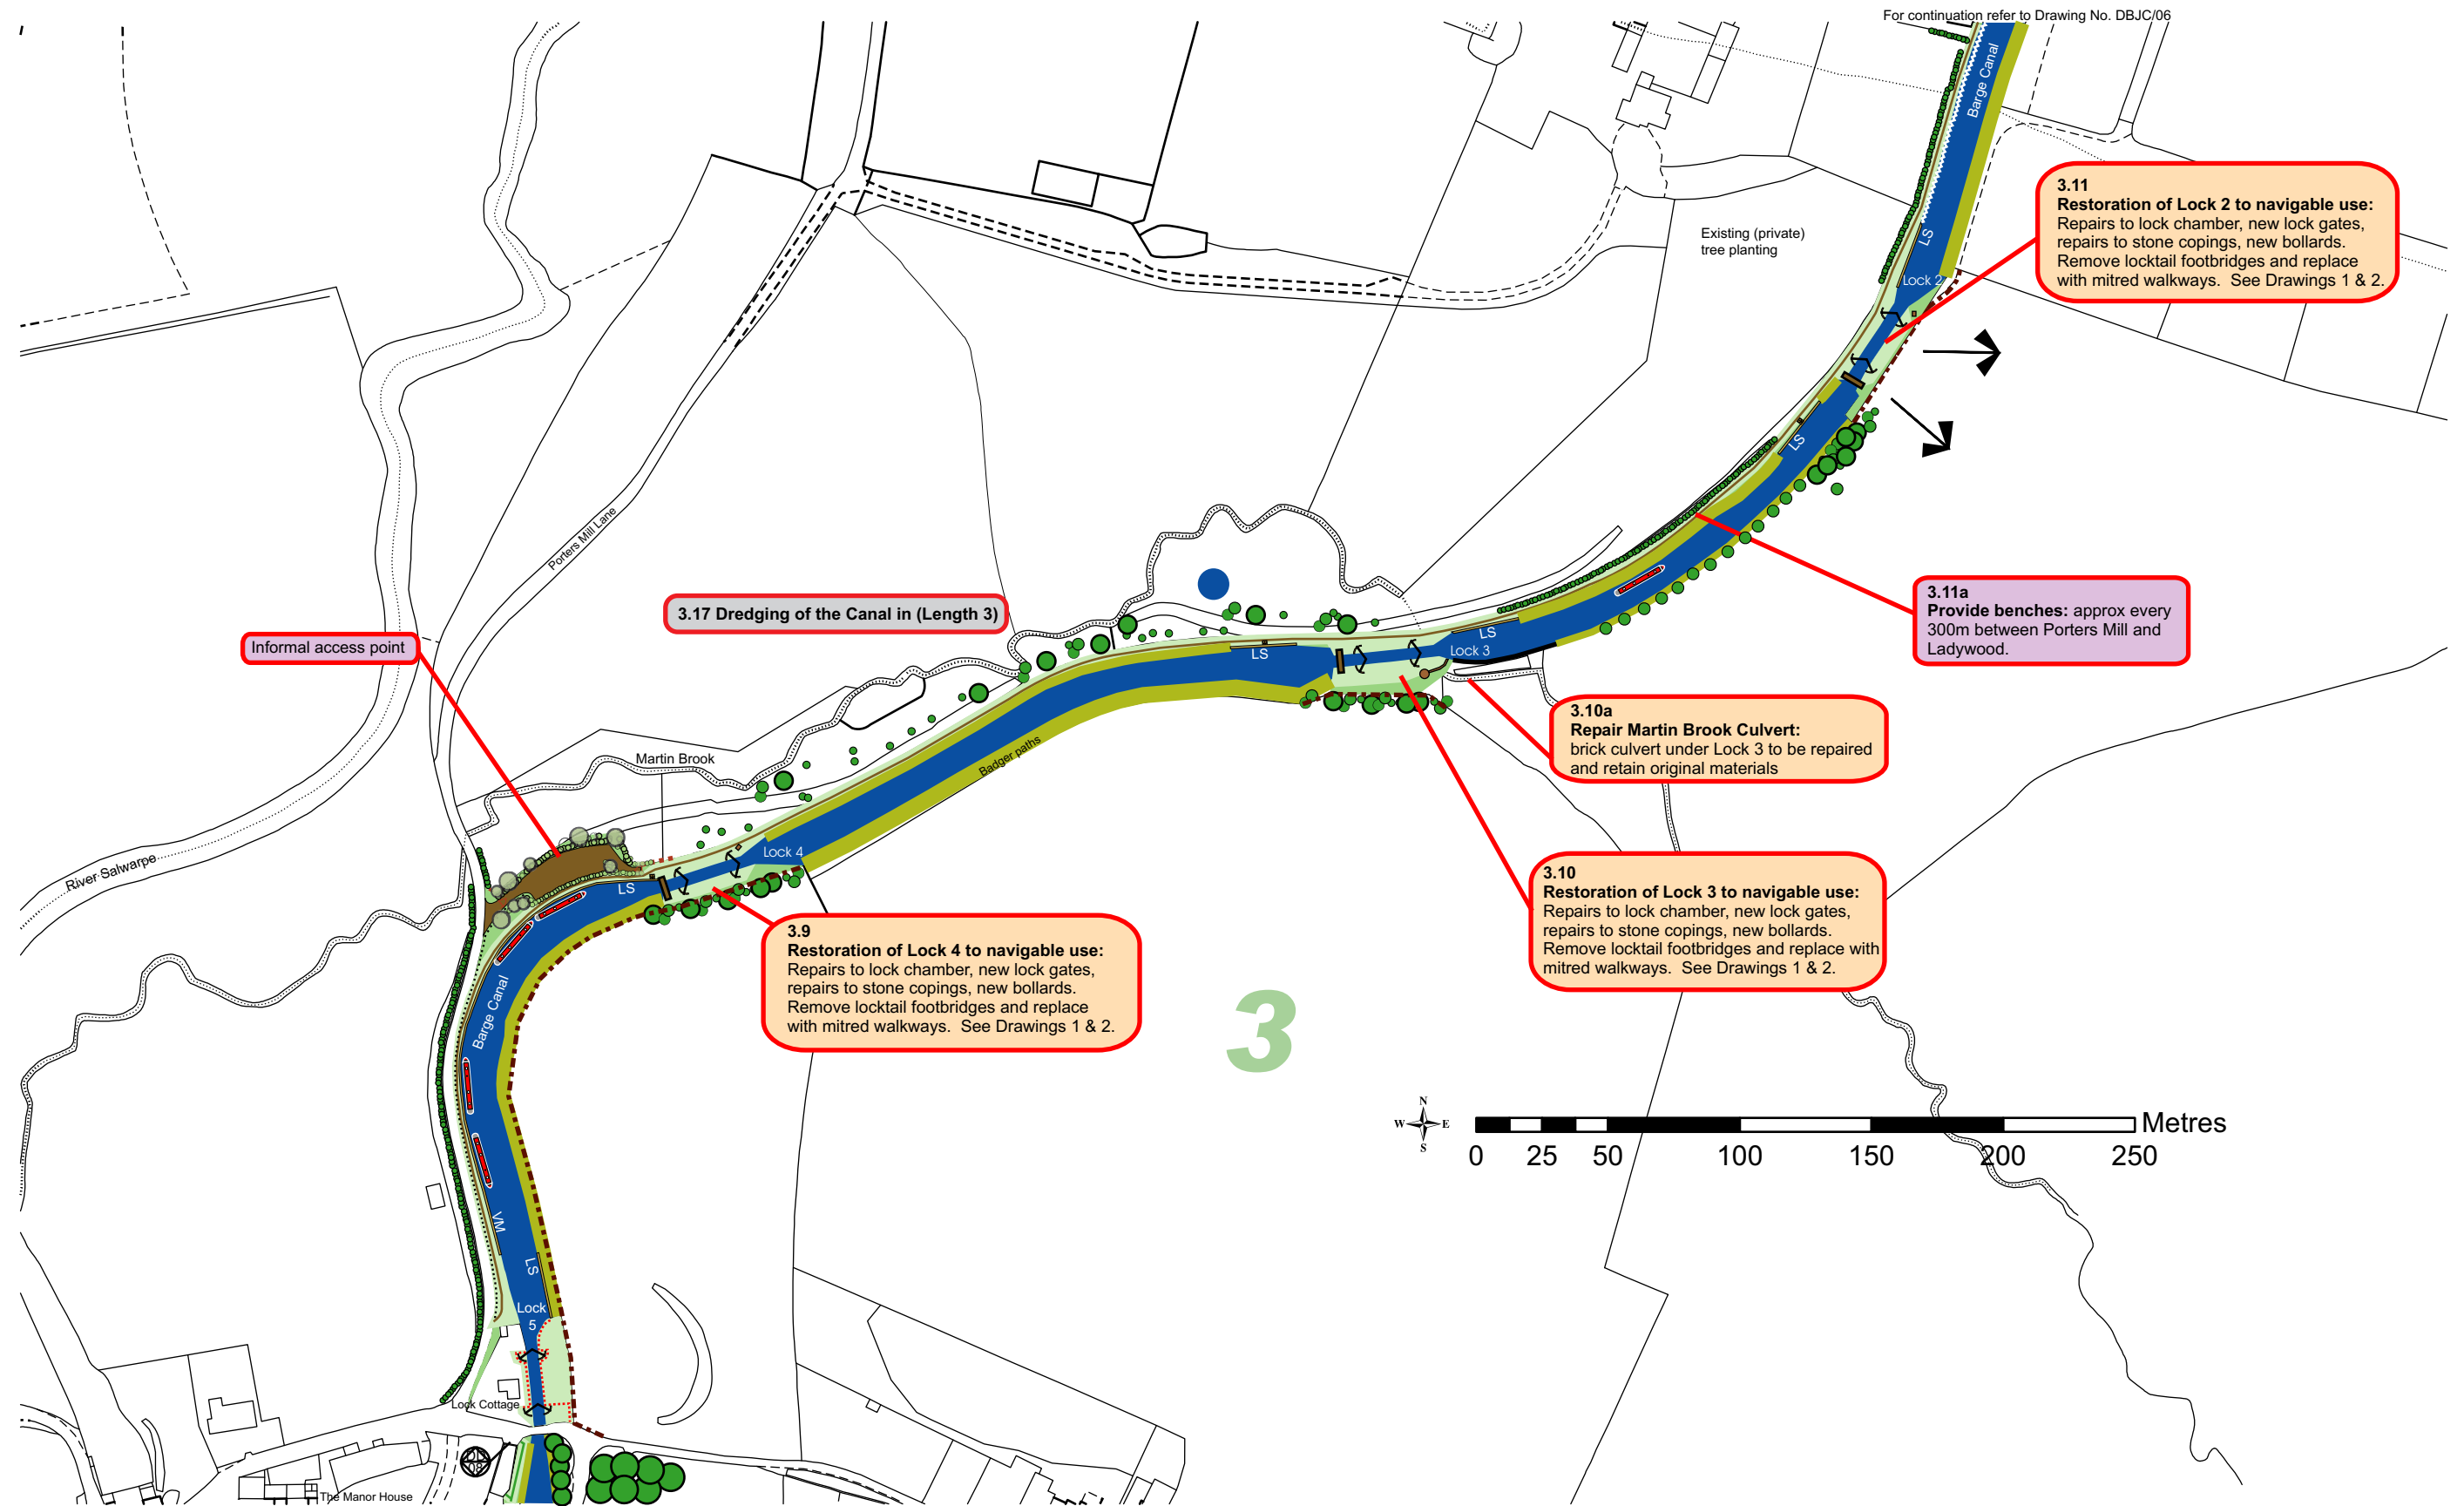 For continuation refer to Drawing No. DBJC/06
Barge Canal
3.11
Restoration of Lock 2 to navigable use:
Repairs to lock chamber, new lock gates,
repairs to stone copings, new bollards.
Remove locktail footbridges and replace
with mitred walkways. See Drawings 1 & 2.
Existing (private)
tree planting
LS
Lock 2
LS
Porters Mill Lane
3.17 Dredging of the Canal in (Length 3)
3.11a
Provide benches: approx every
300m between Porters Mill and
Ladywood.
Informal access point
LS
Lock 3
LS
3.10a
Repair Martin Brook Culvert:
brick culvert under Lock 3 to be repaired
and retain original materials
Martin Brook
Badger paths
River Salwarpe
Lock 4
LS
3.10
Restoration of Lock 3 to navigable use:
Repairs to lock chamber, new lock gates,
repairs to stone copings, new bollards.
Remove locktail footbridges and replace with
mitred walkways. See Drawings 1 & 2.
3.9
Restoration of Lock 4 to navigable use:
Repairs to lock chamber, new lock gates,
repairs to stone copings, new bollards.
Remove locktail footbridges and replace
with mitred walkways. See Drawings 1 & 2.
Barge Canal
3
N
W E
S
Metres
0 25 50 100 150 200 250
VM
LS
Lock
5
Lock Cottage
The Manor House